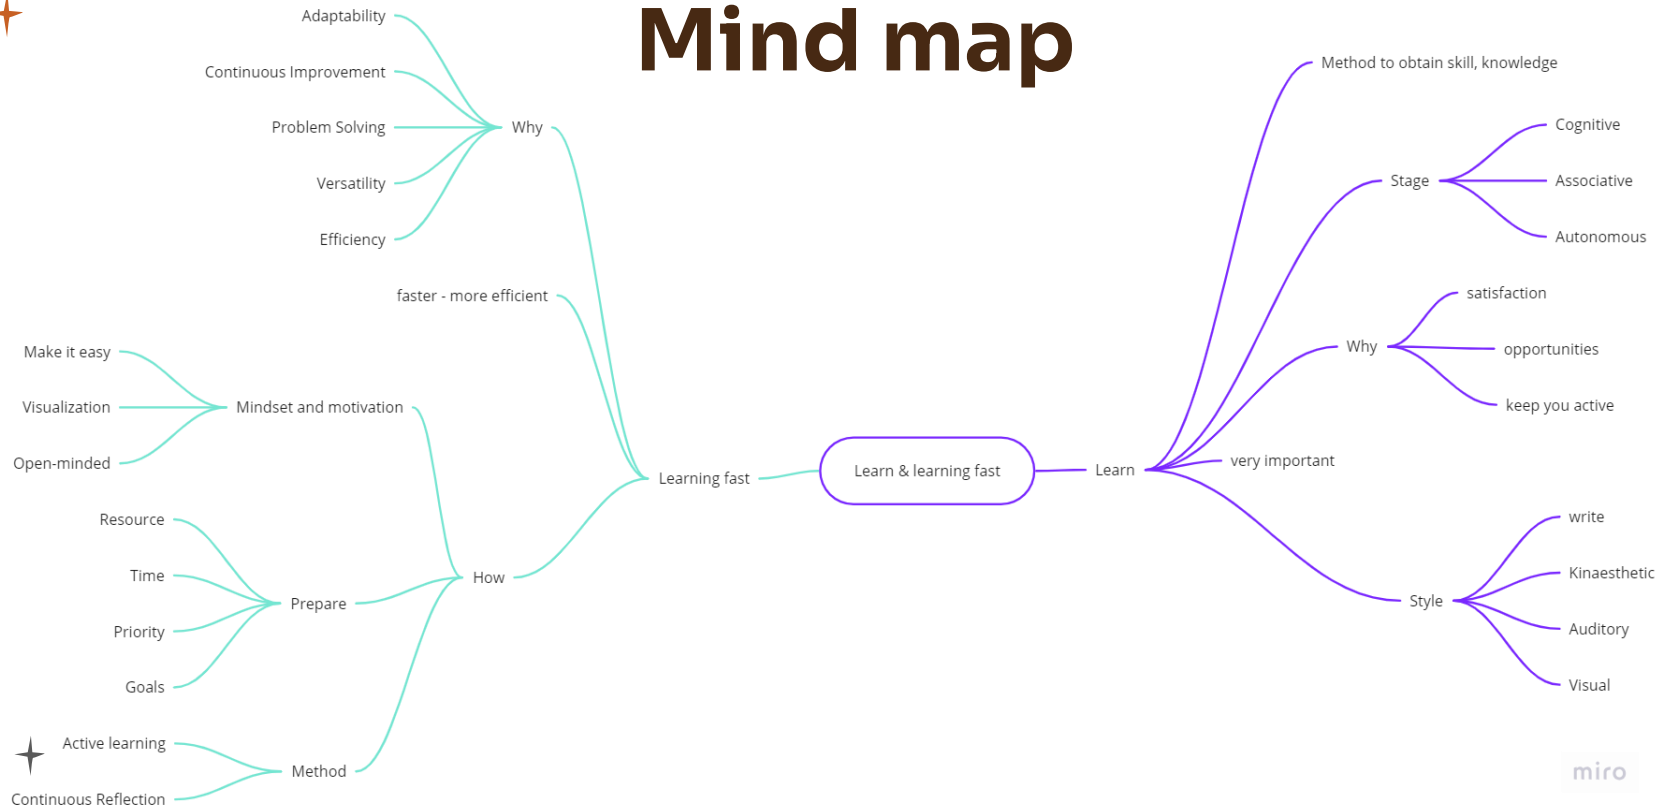 Mind map
Adaptability
Continuous Improvement
Problem Solving
Versatility
Efficiency
Why
faster - more efficient
Make it easy
Visualization
Open-minded
Mindset and motivation
Resource
Time
Priority
Goals
Prepare
Active learning
Continuous Reflection
Method
How
Learning fast
Learn & learning fast
Learn
Method to obtain skill, knowledge
Stage
Cognitive
Associative
Autonomous
Why
satisfaction
opportunities
keep you active
very important
Style
write
Kinaesthetic
Auditory
Visual
miro